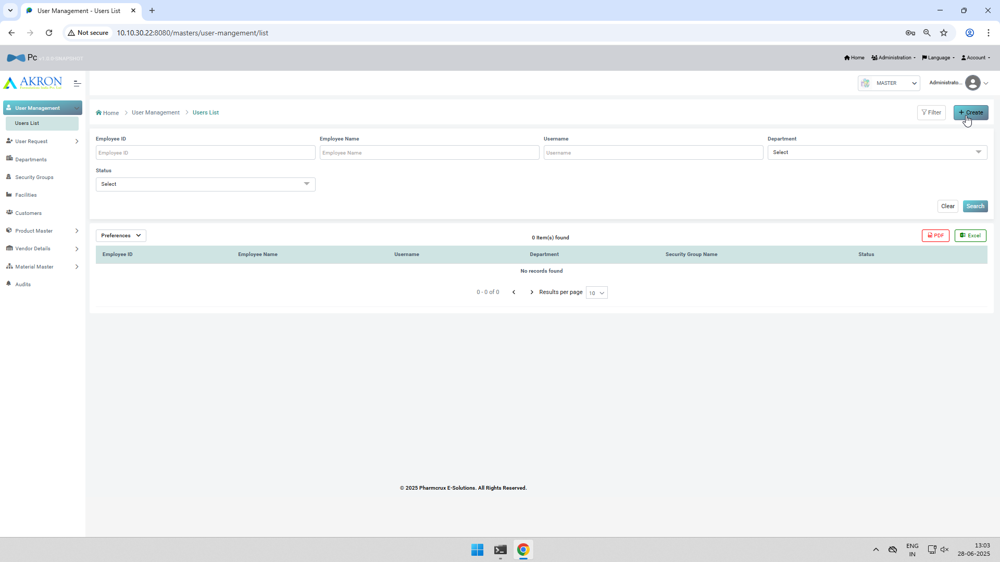 User Management - Users List
Not secure
10.10.30.22:8080/masters/user-mangement/list
Pc v1.0.0-SNAPSHOT
Home
Administration
Language
Account
AKRON
Formulations India Pvt. Ltd
MASTER
Administrato...
User Management
Users List
User Request
Departments
Security Groups
Facilities
Customers
Product Master
Vendor Details
Material Master
Audits
Home > User Management > Users List
Filter
+ Create
Employee ID
Employee Name
Username
Department
Employee ID
Employee Name
Username
Select
Status
Select
Clear
Search
Preferences
0 Item(s) found
PDF
Excel
Employee ID
Employee Name
Username
Department
Security Group Name
Status
No records found
0 - 0 of 0
Results per page
10
© 2025 Pharmcrux E-Solutions. All Rights Reserved.
ENG
IN
13:03
28-06-2025